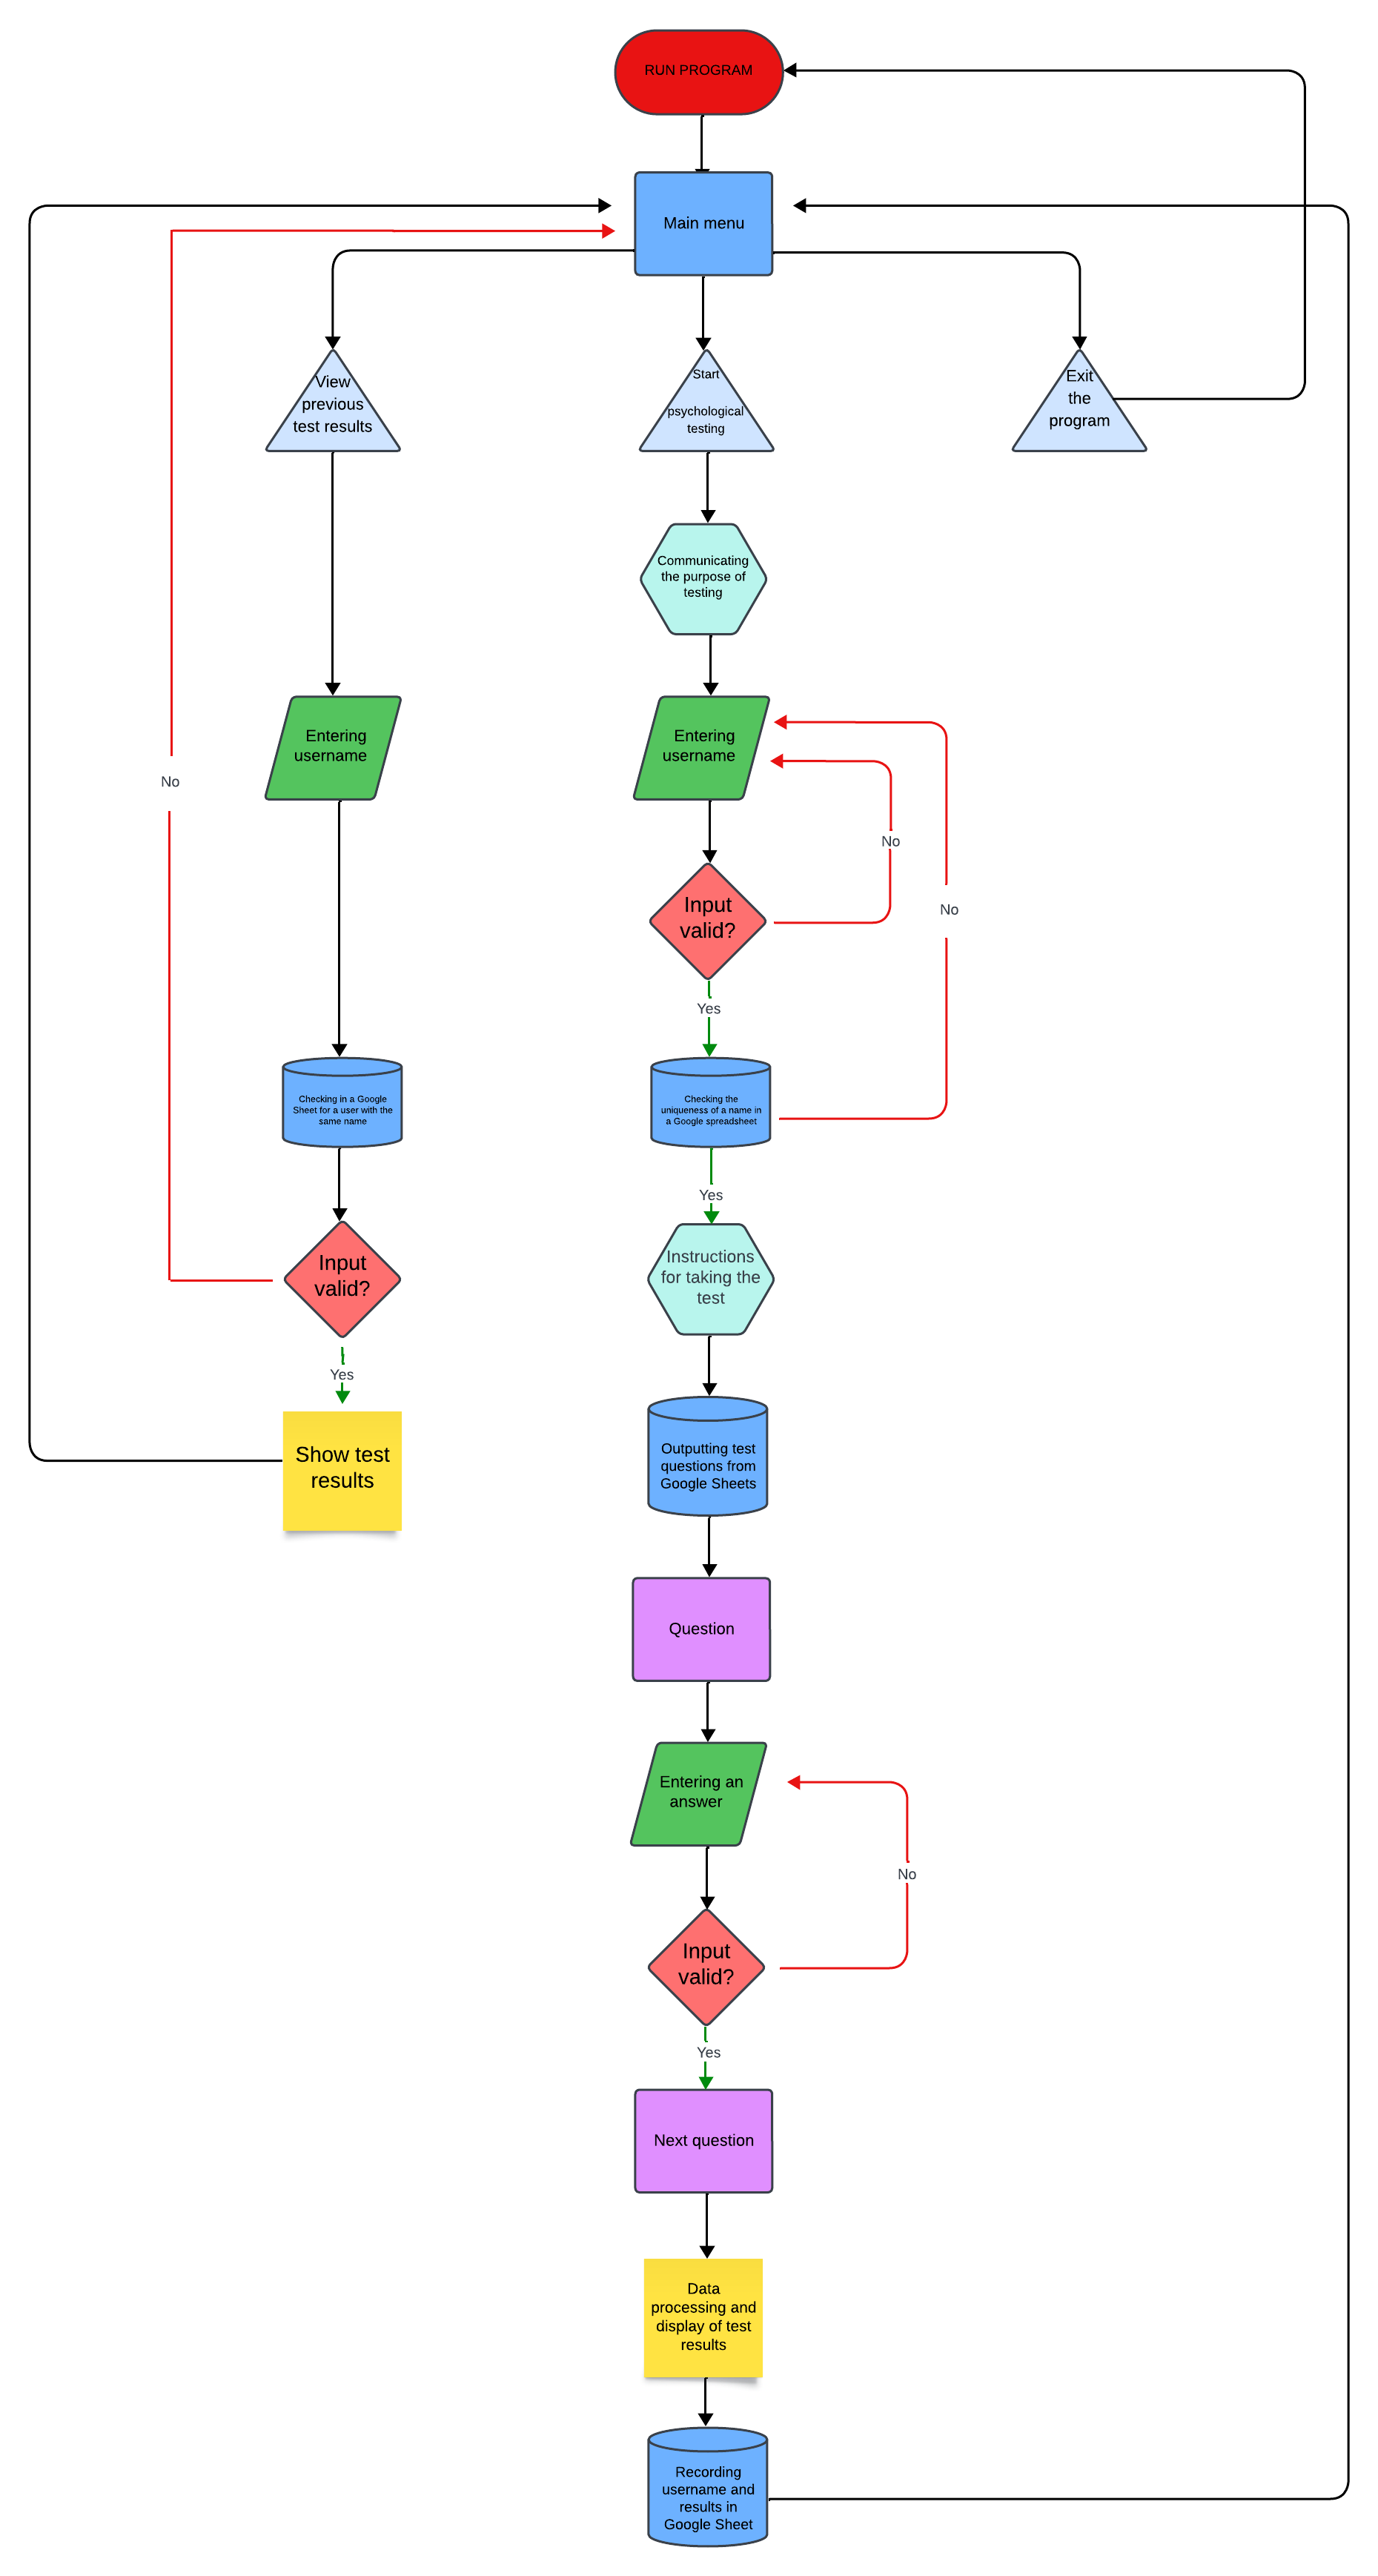 RUN PROGRAM
Main menu
View
previous
test results
Start
psychological
testing
Exit
the
program
Communicating
the purpose of
testing
Entering
username
Entering
username
No
No
Input
valid?
No
Yes
Checking in a Google
Sheet for a user with the
same name
Checking the
uniqueness of a name in
a Google spreadsheet
Yes
Input
valid?
Instructions
for taking the
test
Yes
Show test
results
Outputting test
questions from
Google Sheets
Question
Entering an
answer
No
Input
valid?
Yes
Next question
Data
processing and
display of test
results
Recording
username and
results in
Google Sheet